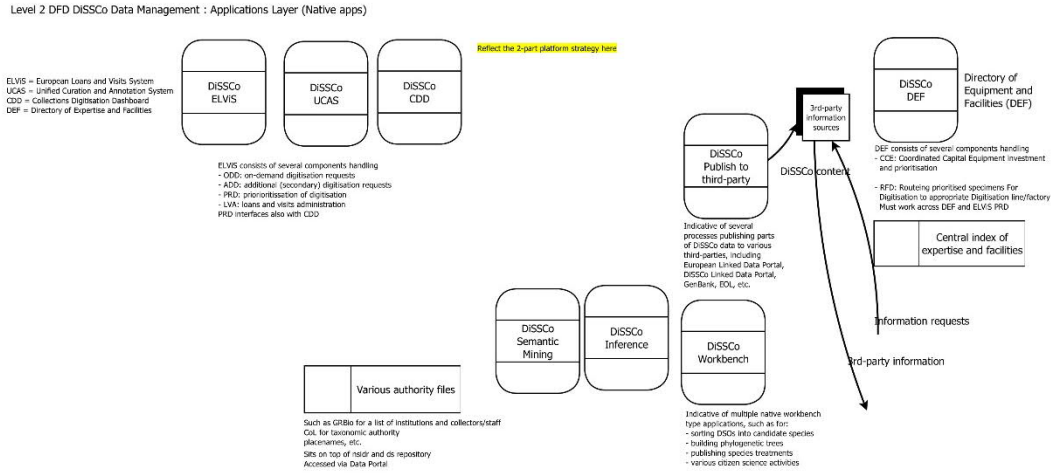 Level 2 DFD DiSSCo Data Management : Applications Layer (Native apps)
ELViS = European Loans and Visits System
UCAS = Unified Curation and Annotation System
CDD = Collections Digitisation Dashboard
DEF = Directory of Expertise and Facilities
DiSSCo
ELViS
DiSSCo
UCAS
DiSSCo
CDD
Reflect the 2-part platform strategy here
ELViS consists of several components handling
- ODD: on-demand digitisation requests
- ADD: additional (secondary) digitisation requests
- PRD: prioriotissation of digitisation
- LVA: loans and visits administration
PRD interfaces also with CDD
DiSSCo
Publish to
third-party
Indicative of several
processes publishing parts
of DiSSCo data to various
third-parties, including
European Linked Data Portal,
DiSSCo Linked Data Portal,
GenBank, EOL, etc.
3rd-party
information
sources
DiSSCo content
DiSSCo
DEF
Directory of
Equipment and
Facilities (DEF)
DEF consists of several components handling
- CCE: Coordinated Capital Equipment investment
and prioritisation
- RFD: Routeing prioritised specimens For
Digitisation to appropriate Digitisation line/factory
Must work across DEF and ELViS PRD
Central index of
expertise and facilities
Information requests
3rd-party information
DiSSCo
Semantic
Mining
DiSSCo
Inference
DiSSCo
Workbench
Indicative of multiple native workbench
type applications, such as for:
- sorting DSOs into candidate species
- building phylogenetic trees
- publishing species treatments
- various citizen science activities
Various authority files
Such as GRBio for a list of institutions and collectors/staff
CoL for taxonomic authority
placenames, etc.
Sits on top of nsidr and ds repository
Accessed via Data Portal